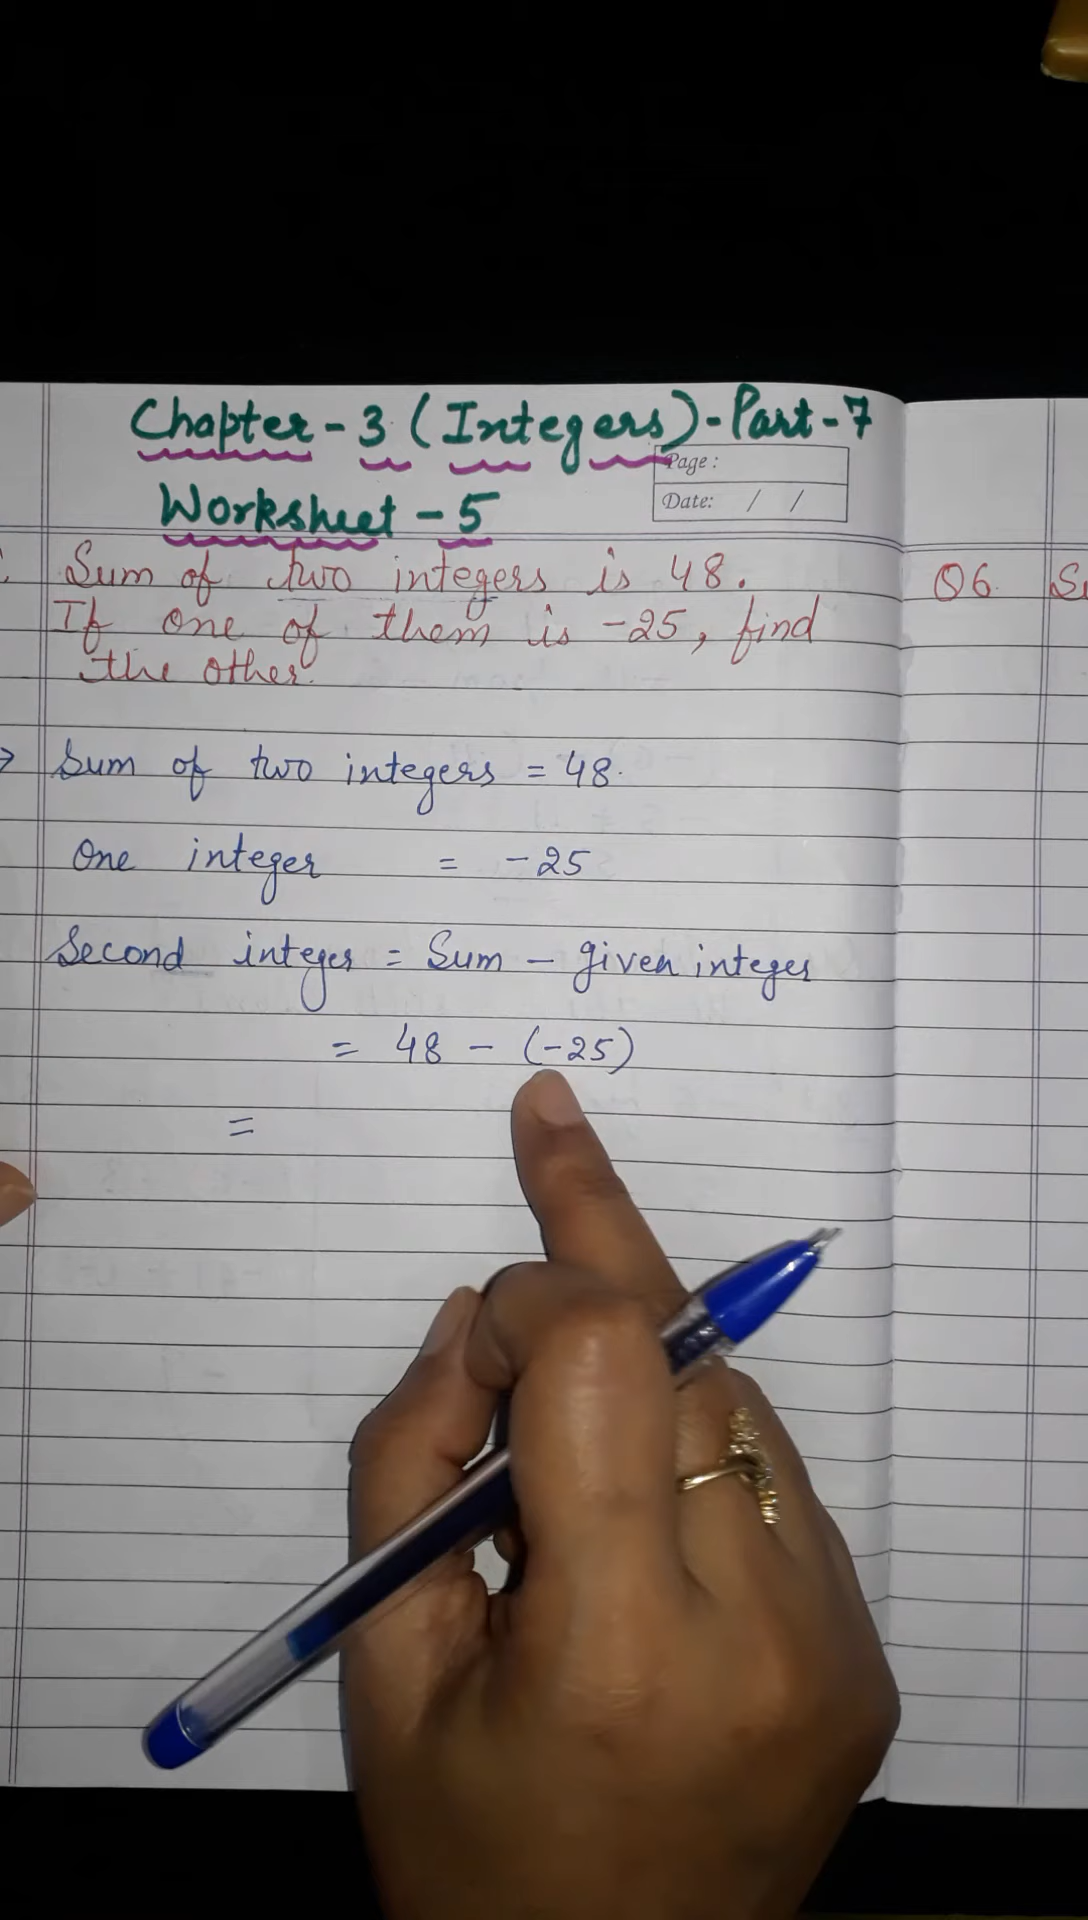 Chapter - 3 (Integers) - Part - 7
Page :
Worksheet - 5
Date: / /
Sum of two integers is 48.
If one of them is -25, find
the other.
Q6.
Sum of two integers = 48.
One integer = -25
Second integer = Sum - given integer
= 48 - (-25)
=